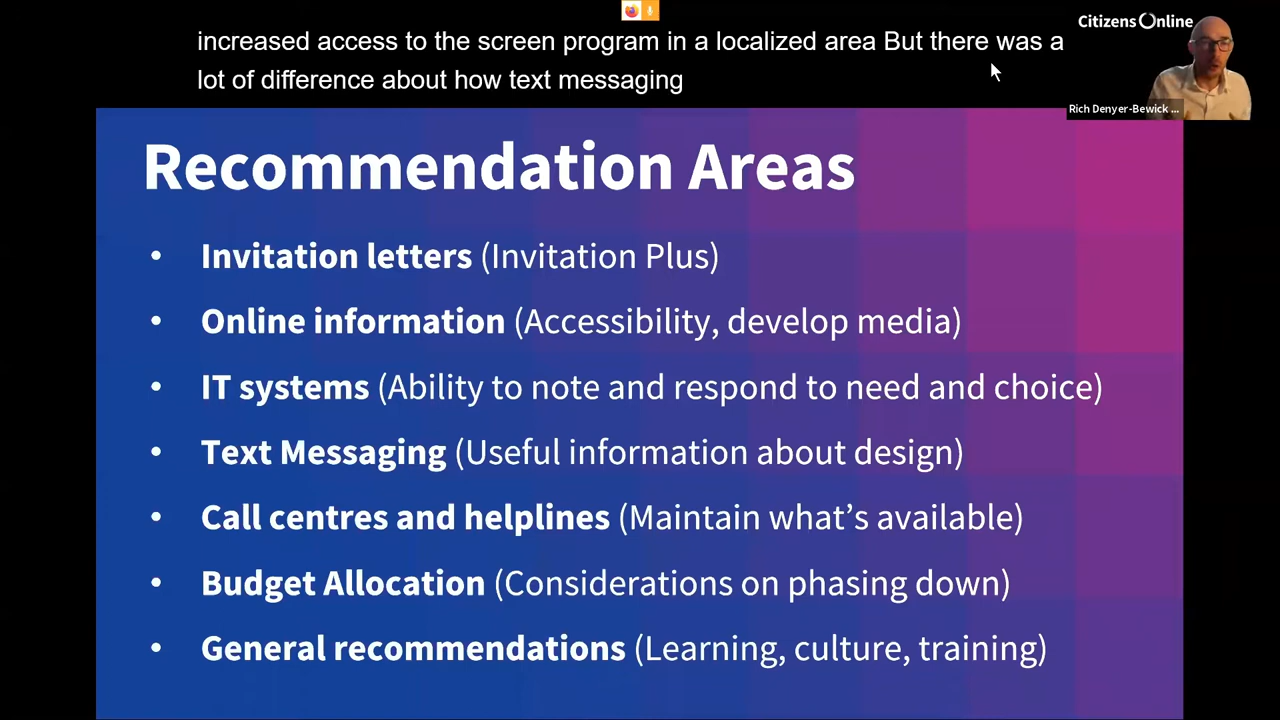 increased access to the screen program in a localized area But there was a
lot of difference about how text messaging
Citizens Online
Rich Denyer-Bewick ...
Recommendation Areas
• Invitation letters (Invitation Plus)
• Online information (Accessibility, develop media)
• IT systems (Ability to note and respond to need and choice)
• Text Messaging (Useful information about design)
• Call centres and helplines (Maintain what’s available)
• Budget Allocation (Considerations on phasing down)
• General recommendations (Learning, culture, training)